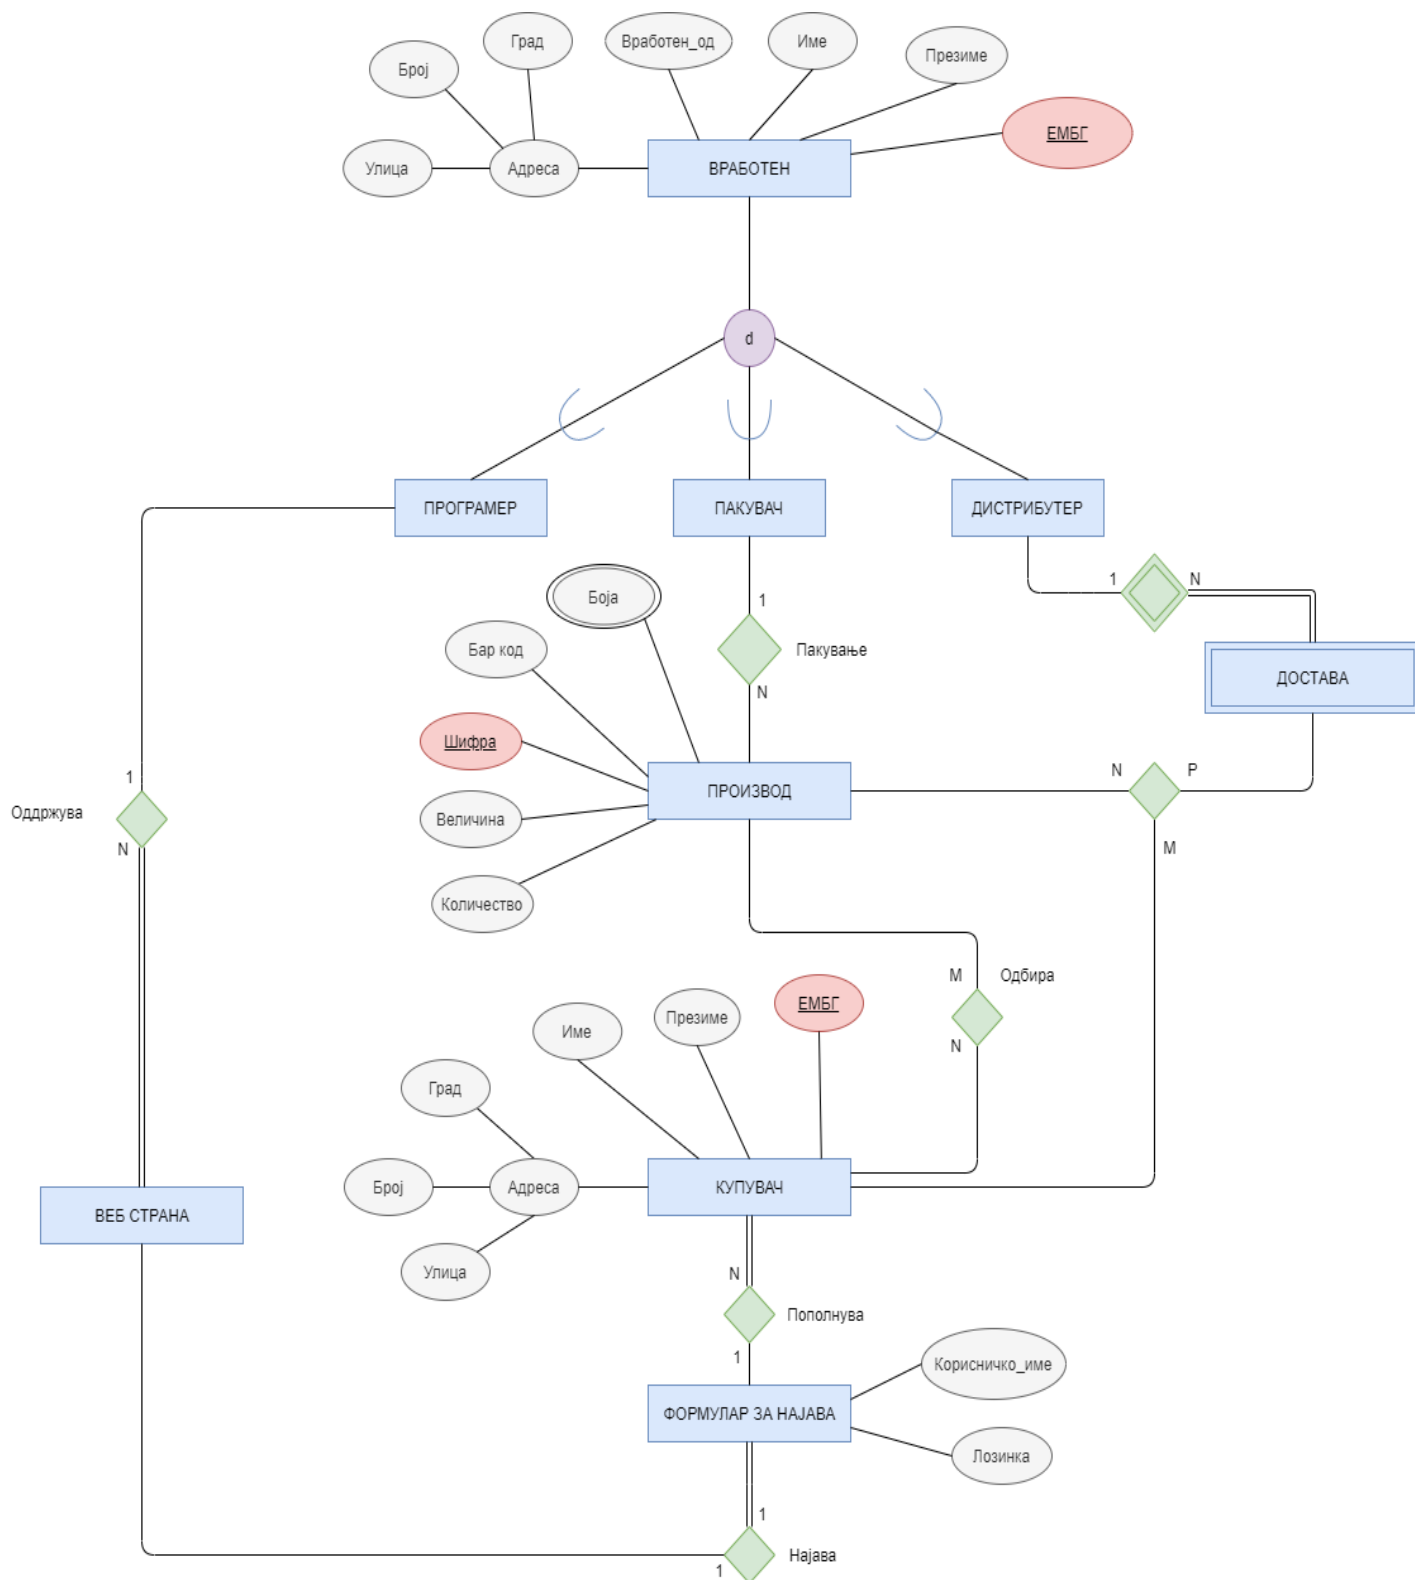 Град
Вработен_од
Име
Презиме
Број
ЕМБГ
Улица
Адреса
ВРАБОТЕН
d
ПРОГРАМЕР
ПАКУВАЧ
ДИСТРИБУТЕР
1
N
Боја
1
Бар код
Пакување
ДОСТАВА
N
Шифра
1
ПРОИЗВОД
N
P
Оддржува
Величина
N
M
Количество
M
Одбира
ЕМБГ
Презиме
Име
N
Град
Број
Адреса
КУПУВАЧ
ВЕБ СТРАНА
Улица
N
Пополнува
1
Корисничко_име
ФОРМУЛАР ЗА НАЈАВА
Лозинка
1
Најава
1